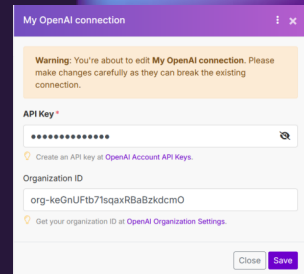 My OpenAI connection
Warning: You're about to edit My OpenAI connection. Please
make changes carefully as they can break the existing
connection.
API Key *
••••••••••••••
Create an API key at OpenAI Account API Keys.
Organization ID
org-keGnUFtb71sqaxRBaBzkdcmO
Get your organization ID at OpenAI Organization Settings.
Close Save